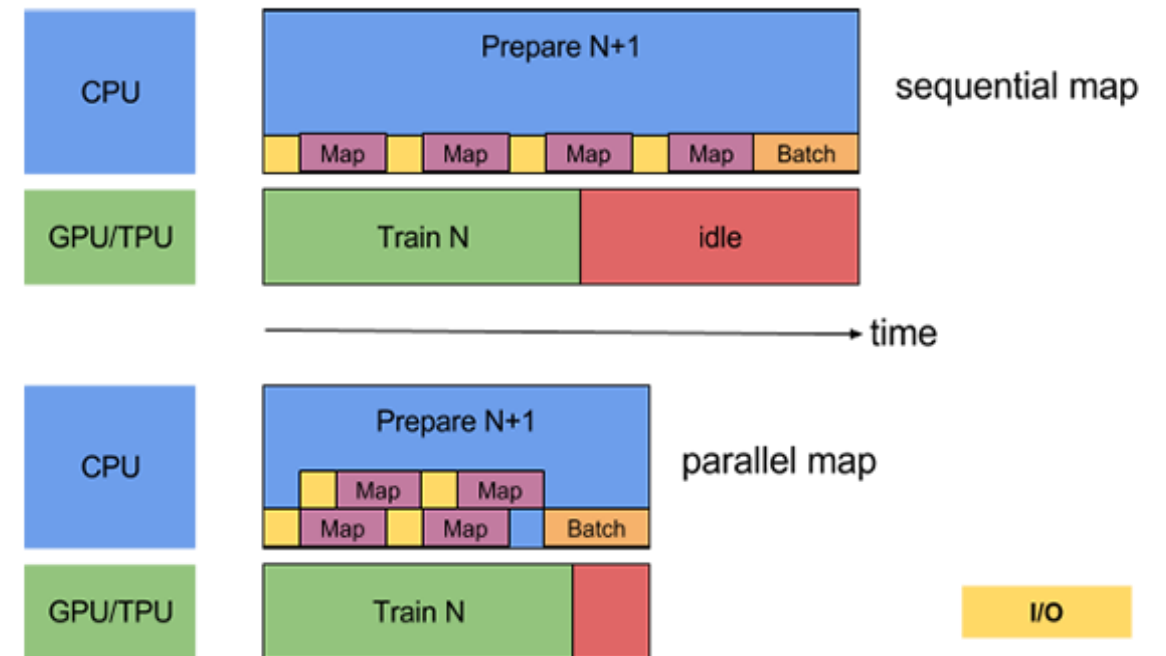 Prepare N+1
CPU
sequential map
Map Map Map Map Batch
GPU/TPU
Train N idle
time
Prepare N+1
CPU
parallel map
Map Map
Map Map Batch
GPU/TPU
Train N
I/O